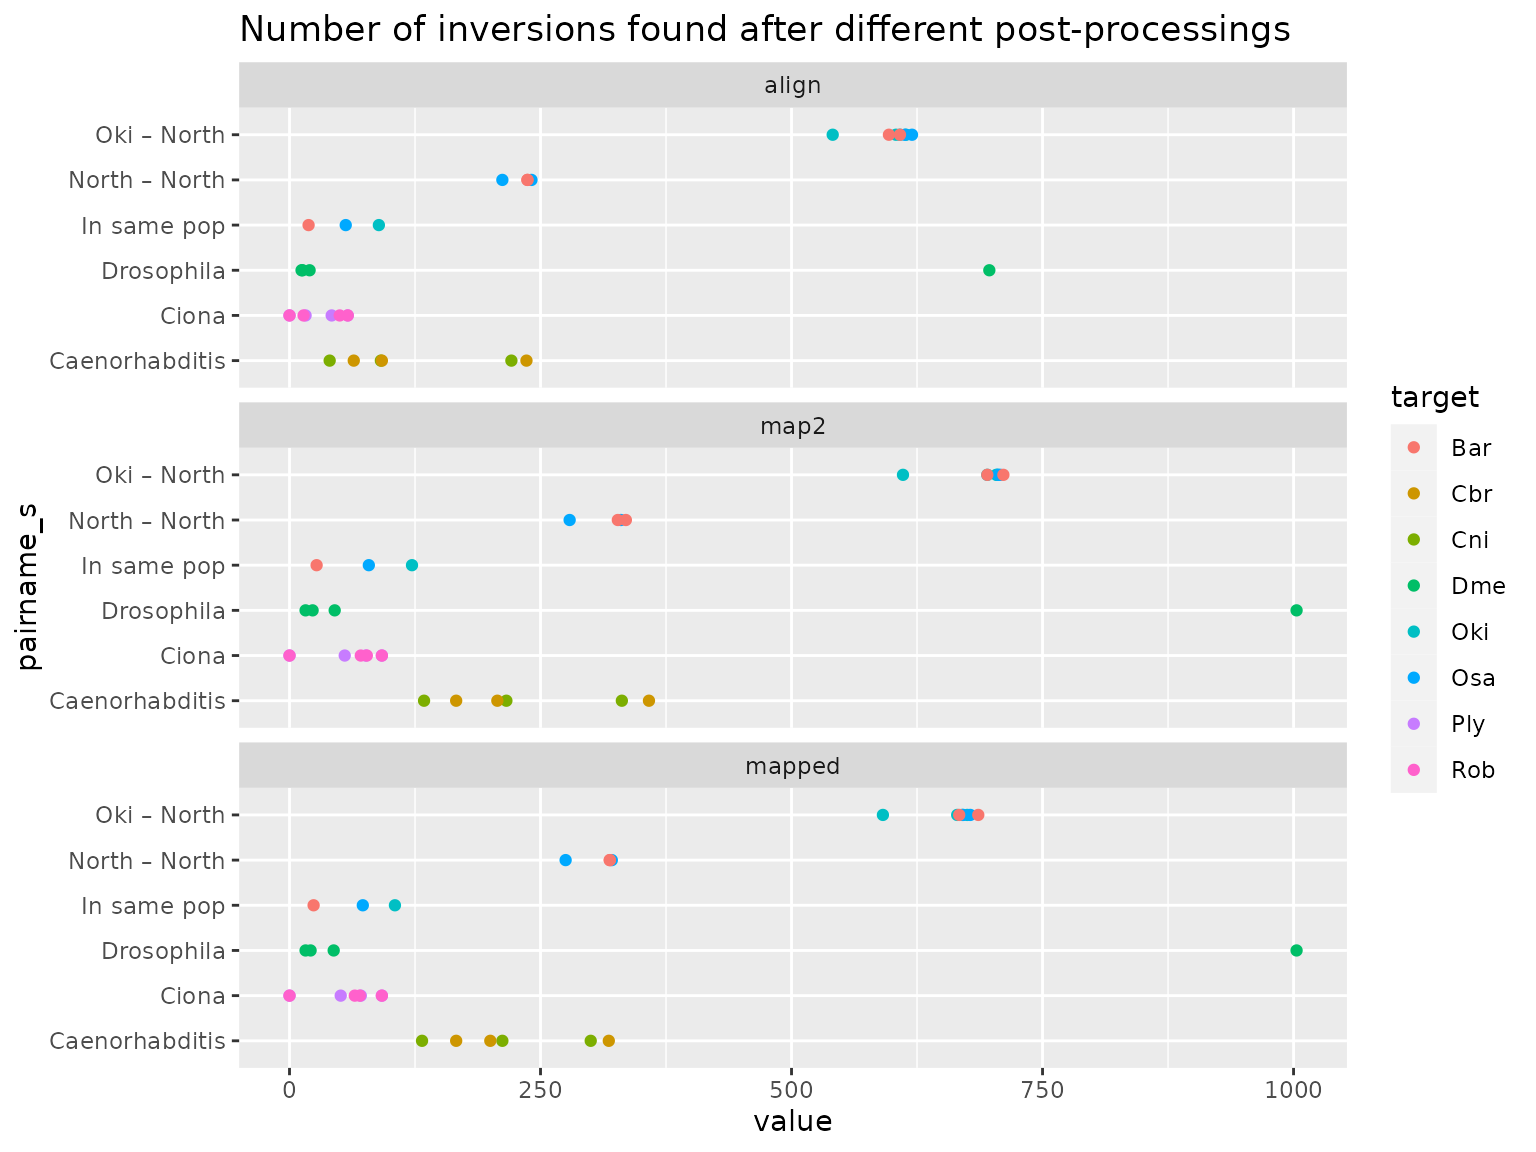 Number of inversions found after different post-processings
align
Oki – North
North – North
In same pop
Drosophila
Ciona
Caenorhabditis
map2
Oki – North
North – North
In same pop
Drosophila
Ciona
Caenorhabditis
mapped
Oki – North
North – North
In same pop
Drosophila
Ciona
Caenorhabditis
0 250 500 750 1000
value
pairname_s
target
Bar
Cbr
Cni
Dme
Oki
Osa
Ply
Rob